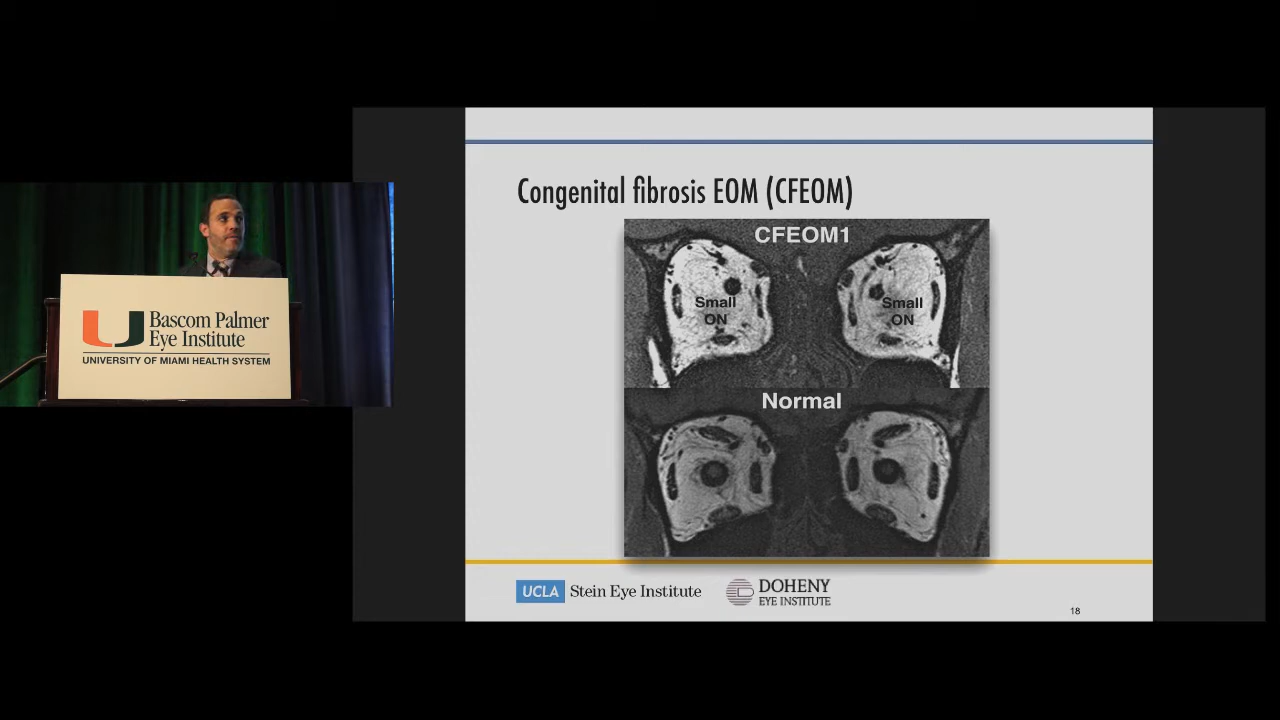 Bascom Palmer
Eye Institute
UNIVERSITY OF MIAMI HEALTH SYSTEM
Congenital fibrosis EOM (CFEOM)
CFEOM1
Small
ON
Small
ON
Normal
UCLA Stein Eye Institute
DOHENY
EYE INSTITUTE
18